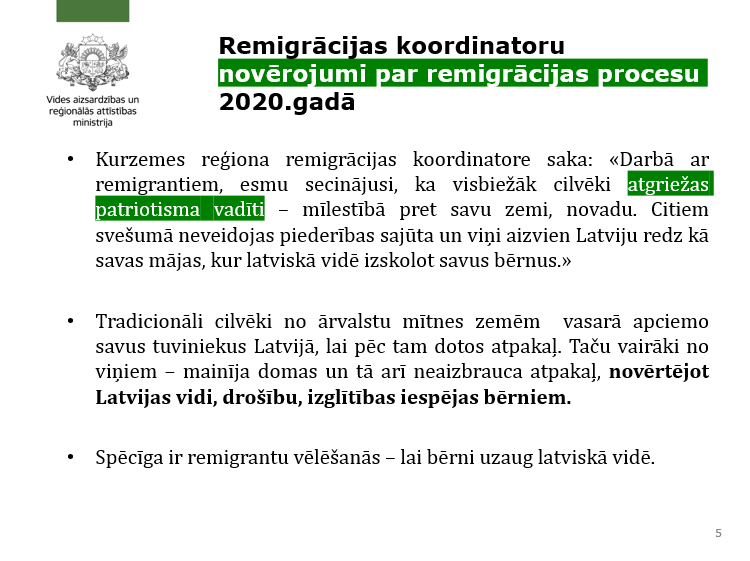 Remigrācijas koordinatoru
novērojumi par remigrācijas procesu
2020.gadā
Vides aizsardzības un
reģionālās attīstības
ministrija
• Kurzemes reģiona remigrācijas koordinatore saka: «Darbā ar
remigrantiem, esmu secinājusi, ka visbiežāk cilvēki atgriežas
patriotisma vadīti – mīlestībā pret savu zemi, novadu. Citiem
svešumā neveidojas piederības sajūta un viņi aizvien Latviju redz kā
savas mājas, kur latviskā vidē izskolot savus bērnus.»
• Tradicionāli cilvēki no ārvalstu mītnes zemēm vasarā apciemo
savus tuviniekus Latvijā, lai pēc tam dotos atpakaļ. Taču vairāki no
viņiem – mainīja domas un tā arī neaizbrauca atpakaļ, novērtējot
Latvijas vidi, drošību, izglītības iespējas bērniem.
• Spēcīga ir remigrantu vēlēšanās – lai bērni uzaug latviskā vidē.
5